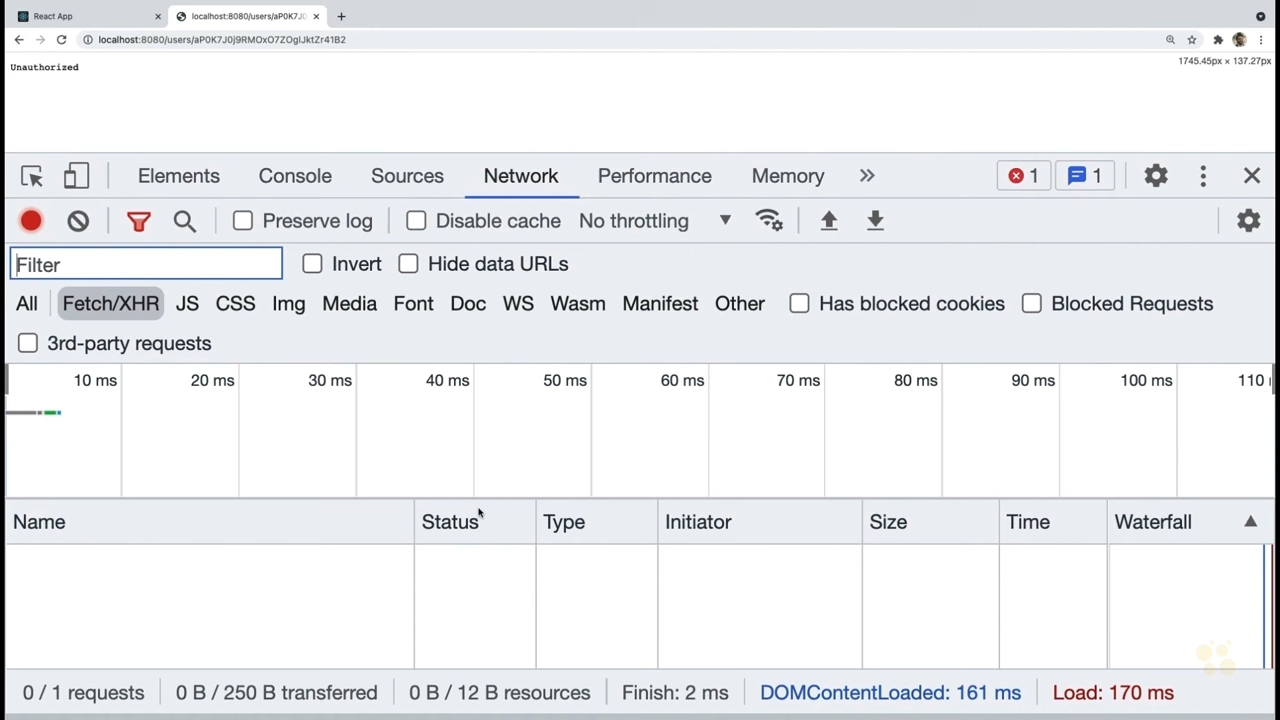 React App
localhost:8080/users/aP0K7J0
localhost:8080/users/aP0K7J0j9RMOxO7ZOglJktZr41B2
Unauthorized
1745.45px × 137.27px
Elements Console Sources Network Performance Memory 1 1
Preserve log Disable cache No throttling
Filter Invert Hide data URLs
All Fetch/XHR JS CSS Img Media Font Doc WS Wasm Manifest Other Has blocked cookies Blocked Requests
3rd-party requests
10 ms 20 ms 30 ms 40 ms 50 ms 60 ms 70 ms 80 ms 90 ms 100 ms 110
Name Status Type Initiator Size Time Waterfall
0 / 1 requests 0 B / 250 B transferred 0 B / 12 B resources Finish: 2 ms DOMContentLoaded: 161 ms Load: 170 ms